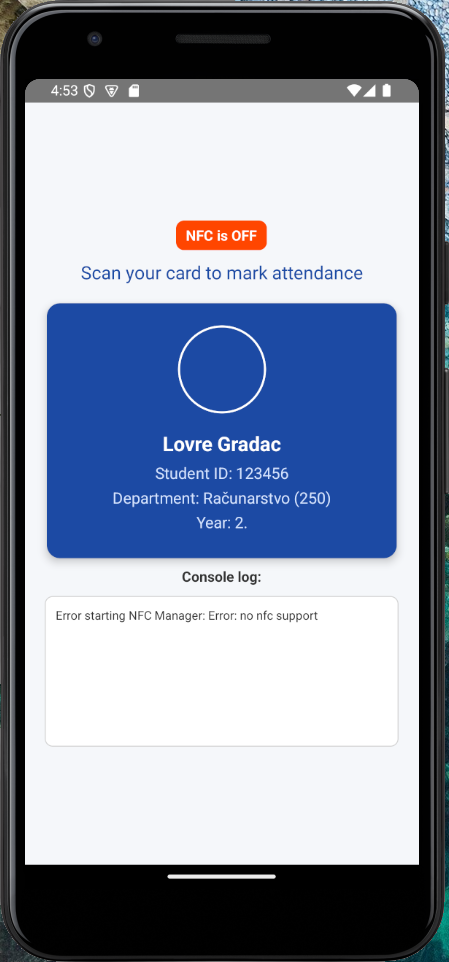 4:53
NFC is OFF
Scan your card to mark attendance
Lovre Gradac
Student ID: 123456
Department: Računarstvo (250)
Year: 2.
Console log:
Error starting NFC Manager: Error: no nfc support